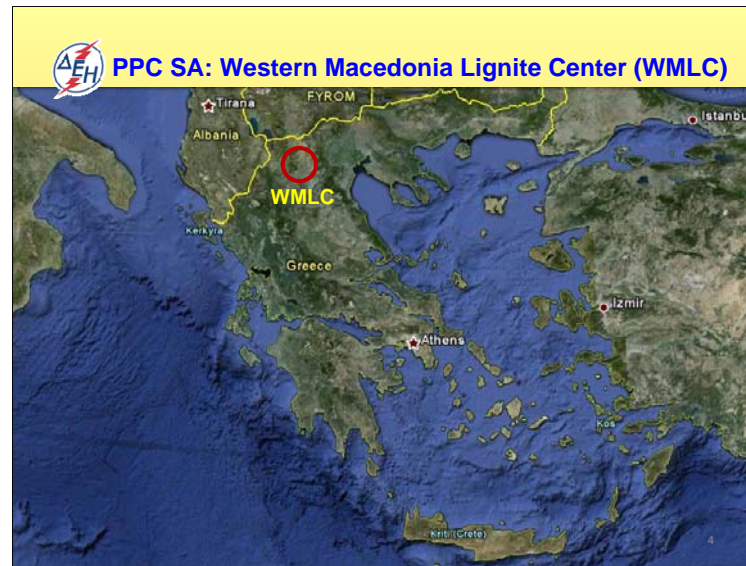 ΔΕΗ
PPC SA: Western Macedonia Lignite Center (WMLC)
FYROM
Tirana
Istanbu
Albania
WMLC
Kerkyra
Greece
Izmir
Athens
Kos
Kriti (Crete)
4